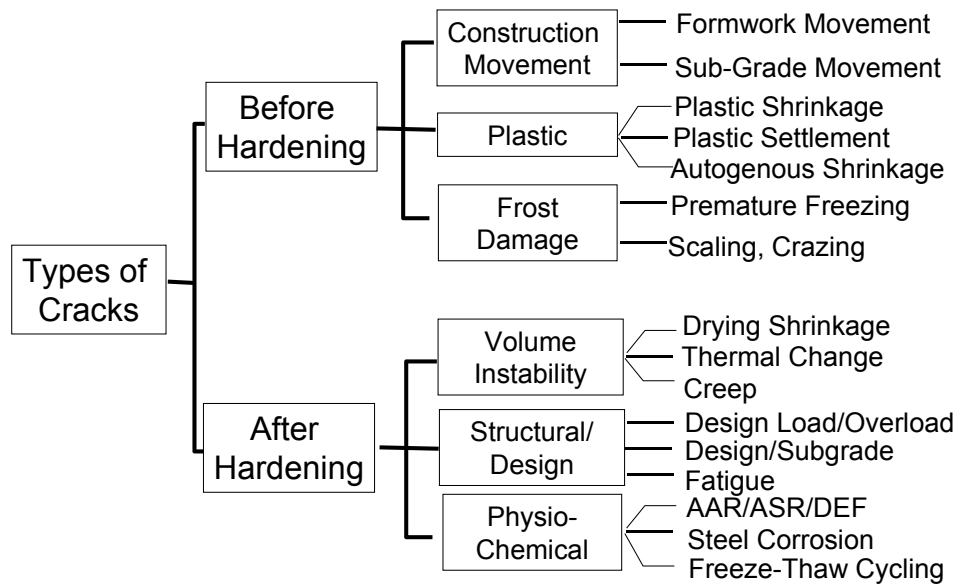 Types of
Cracks
Before
Hardening
Construction
Movement
Formwork Movement
Sub-Grade Movement
Plastic
Plastic Shrinkage
Plastic Settlement
Autogenous Shrinkage
Frost
Damage
Premature Freezing
Scaling, Crazing
After
Hardening
Volume
Instability
Drying Shrinkage
Thermal Change
Creep
Structural/
Design
Design Load/Overload
Design/Subgrade
Fatigue
Physio-
Chemical
AAR/ASR/DEF
Steel Corrosion
Freeze-Thaw Cycling